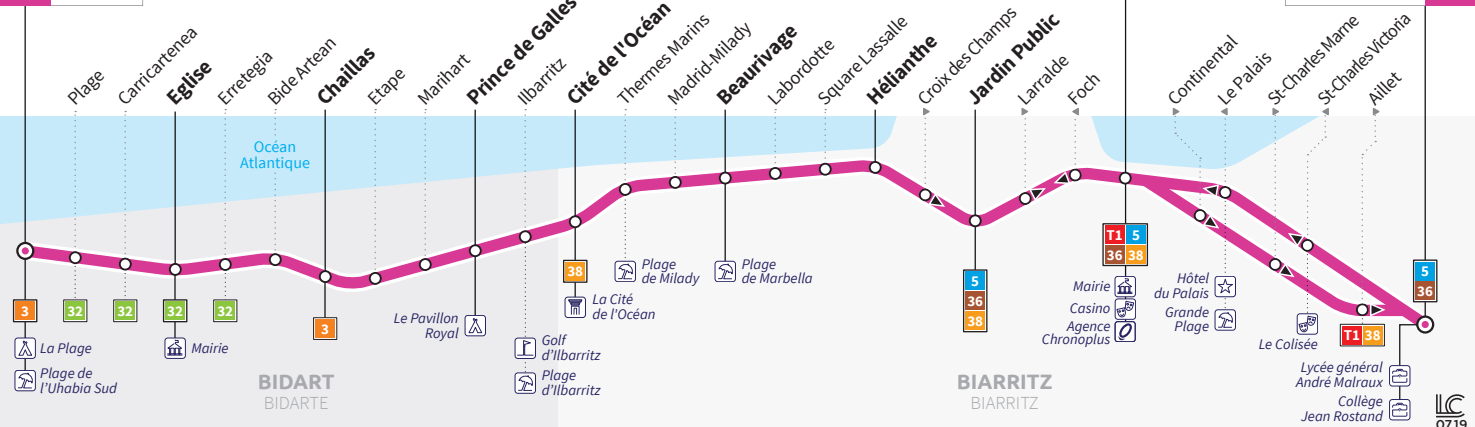 Plage
Carricartenea
Eglise
Erretegia
Bide Artean
Chaillas
Etape
Marihart
Prince de Galles
Ilbarritz
Cité de l'Océan
Thermes Marins
Madrid-Milady
Beaurivage
Labordotte
Square Lassalle
Hélianthe
Croix des Champs
Jardin Public
Larralde
Foch
Continental
Le Palais
St-Charles Marne
St-Charles Victoria
Aillet
Océan
Atlantique
3
32
32
32
32
3
38
5
36
38
T1 5
36 38
T1 38
5
36
La Plage
Plage de
l'Uhabia Sud
Mairie
Le Pavillon
Royal
Golf
d'Ilbarritz
Plage
d'Ilbarritz
La Cité
de l'Océan
Plage
de Milady
Plage
de Marbella
Mairie
Casino
Agence
Chronoplus
Hôtel
du Palais
Grande
Plage
Le Colisée
Lycée général
André Malraux
Collège
Jean Rostand
BIDART
BIDARTE
BIARRITZ
BIARRITZ
LC
07.19